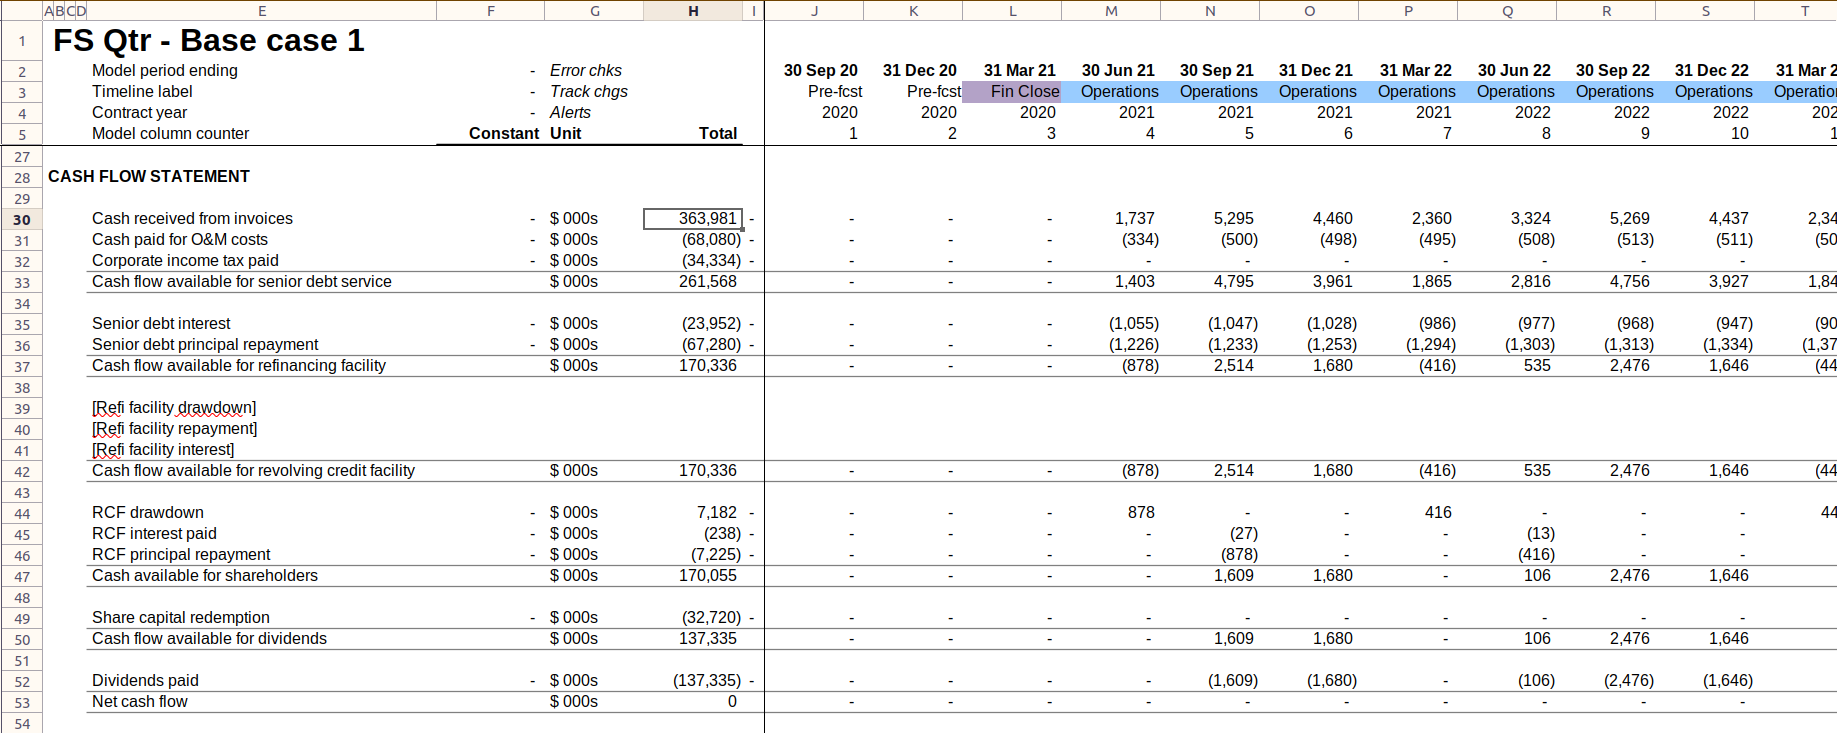 A B C D E F G H I J K L M N O P Q R S T
1 FS Qtr - Base case 1
2 Model period ending - Error chks 30 Sep 20 31 Dec 20 31 Mar 21 30 Jun 21 30 Sep 21 31 Dec 21 31 Mar 22 30 Jun 22 30 Sep 22 31 Dec 22 31 Mar 2
3 Timeline label - Track chgs Pre-fcst Pre-fcst Fin Close Operations Operations Operations Operations Operations Operations Operations Operatio
4 Contract year - Alerts 2020 2020 2020 2021 2021 2021 2021 2022 2022 2022 202
5 Model column counter Constant Unit Total 1 2 3 4 5 6 7 8 9 10 1
27
28 CASH FLOW STATEMENT
29
30 Cash received from invoices - $ 000s 363,981 - - - - 1,737 5,295 4,460 2,360 3,324 5,269 4,437 2,34
31 Cash paid for O&M costs - $ 000s (68,080) - - - - (334) (500) (498) (495) (508) (513) (511) (50
32 Corporate income tax paid - $ 000s (34,334) - - - - - - - - - - -
33 Cash flow available for senior debt service $ 000s 261,568 - - - 1,403 4,795 3,961 1,865 2,816 4,756 3,927 1,84
34
35 Senior debt interest - $ 000s (23,952) - - - - (1,055) (1,047) (1,028) (986) (977) (968) (947) (90
36 Senior debt principal repayment - $ 000s (67,280) - - - - (1,226) (1,233) (1,253) (1,294) (1,303) (1,313) (1,334) (1,37
37 Cash flow available for refinancing facility $ 000s 170,336 - - - (878) 2,514 1,680 (416) 535 2,476 1,646 (44
38
39 [Refi facility drawdown]
40 [Refi facility repayment]
41 [Refi facility interest]
42 Cash flow available for revolving credit facility $ 000s 170,336 - - - (878) 2,514 1,680 (416) 535 2,476 1,646 (44
43
44 RCF drawdown - $ 000s 7,182 - - - - 878 - - 416 - - - 44
45 RCF interest paid - $ 000s (238) - - - - - (27) - - (13) - -
46 RCF principal repayment - $ 000s (7,225) - - - - - (878) - - (416) - -
47 Cash available for shareholders $ 000s 170,055 - - - - 1,609 1,680 - 106 2,476 1,646
48
49 Share capital redemption - $ 000s (32,720) - - - - - - - - - - -
50 Cash flow available for dividends $ 000s 137,335 - - - - 1,609 1,680 - 106 2,476 1,646
51
52 Dividends paid - $ 000s (137,335) - - - - - (1,609) (1,680) - (106) (2,476) (1,646)
53 Net cash flow $ 000s 0 - - - - - - - - - -
54